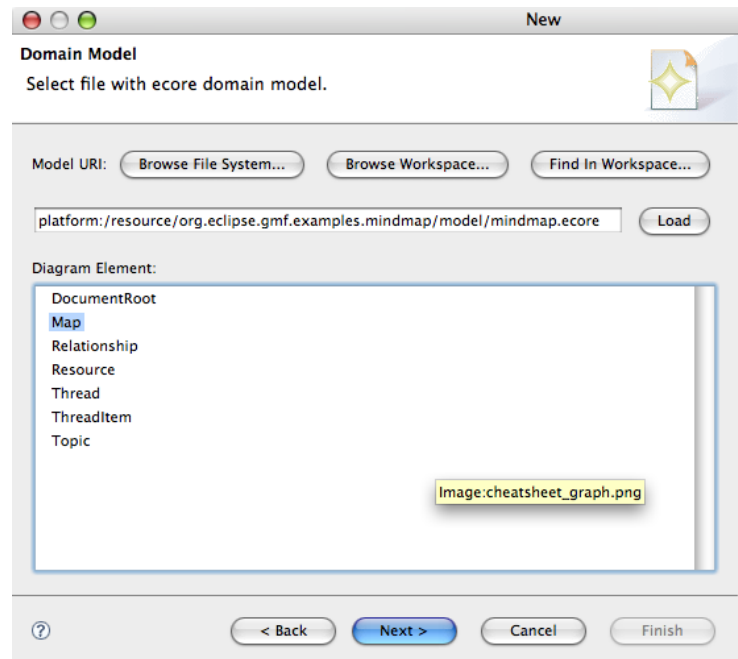 New
Domain Model
Select file with ecore domain model.
Model URI: Browse File System... Browse Workspace... Find In Workspace...
platform:/resource/org.eclipse.gmf.examples.mindmap/model/mindmap.ecore Load
Diagram Element:
DocumentRoot
Map
Relationship
Resource
Thread
ThreadItem
Topic
Image:cheatsheet_graph.png
? < Back Next > Cancel Finish